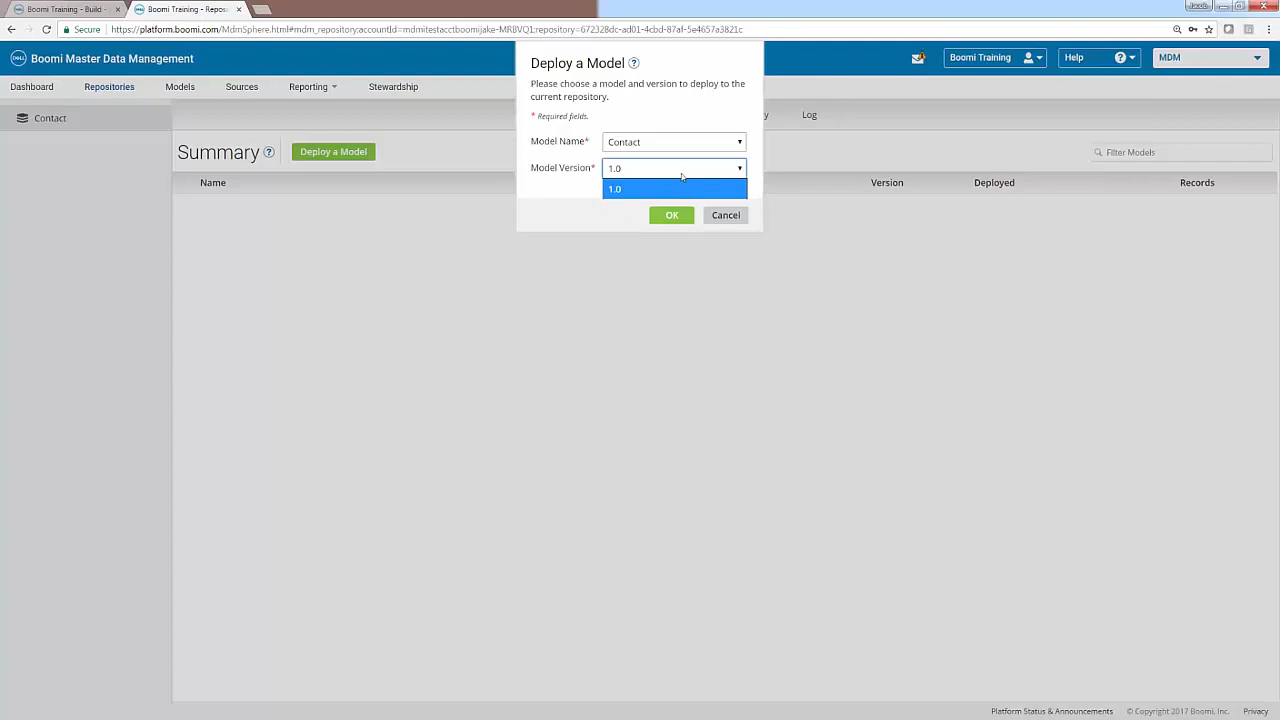 Boomi Training - Build -
Boomi Training - Repos
Jacob
Secure
https://platform.boomi.com/MdmSphere.html#mdm_repository;accountId=mdmitestacctboomijake-MRBVQ1;repository=672328dc-ad01-4cbd-87af-5e4657a3821c
DELL
Boomi Master Data Management
Boomi Training
Help
MDM
Dashboard
Repositories
Models
Sources
Reporting
Stewardship
Contact
y
Log
Summary
Deploy a Model
Filter Models
Name
Version
Deployed
Records
Deploy a Model
Please choose a model and version to deploy to the
current repository.
* Required fields.
Model Name*
Contact
Model Version*
1.0
1.0
OK
Cancel
Platform Status & Announcements
© Copyright 2017 Boomi, Inc.
Privacy